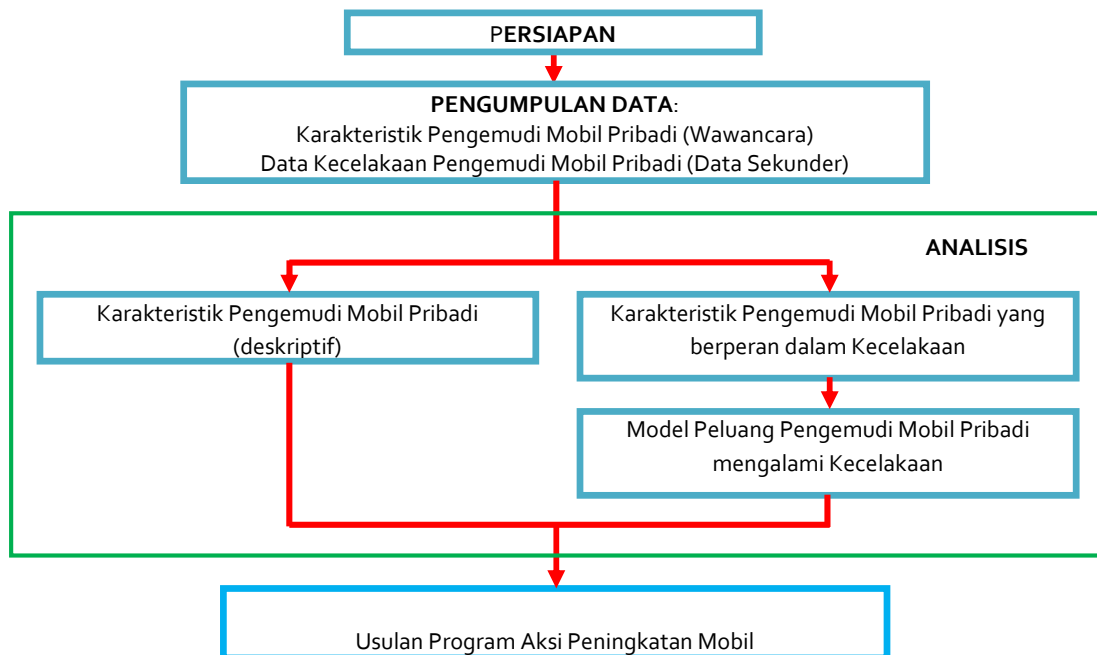 PERSIAPAN
PENGUMPULAN DATA:
Karakteristik Pengemudi Mobil Pribadi (Wawancara)
Data Kecelakaan Pengemudi Mobil Pribadi (Data Sekunder)
ANALISIS
Karakteristik Pengemudi Mobil Pribadi
(deskriptif)
Karakteristik Pengemudi Mobil Pribadi yang
berperan dalam Kecelakaan
Model Peluang Pengemudi Mobil Pribadi
mengalami Kecelakaan
Usulan Program Aksi Peningkatan Mobil